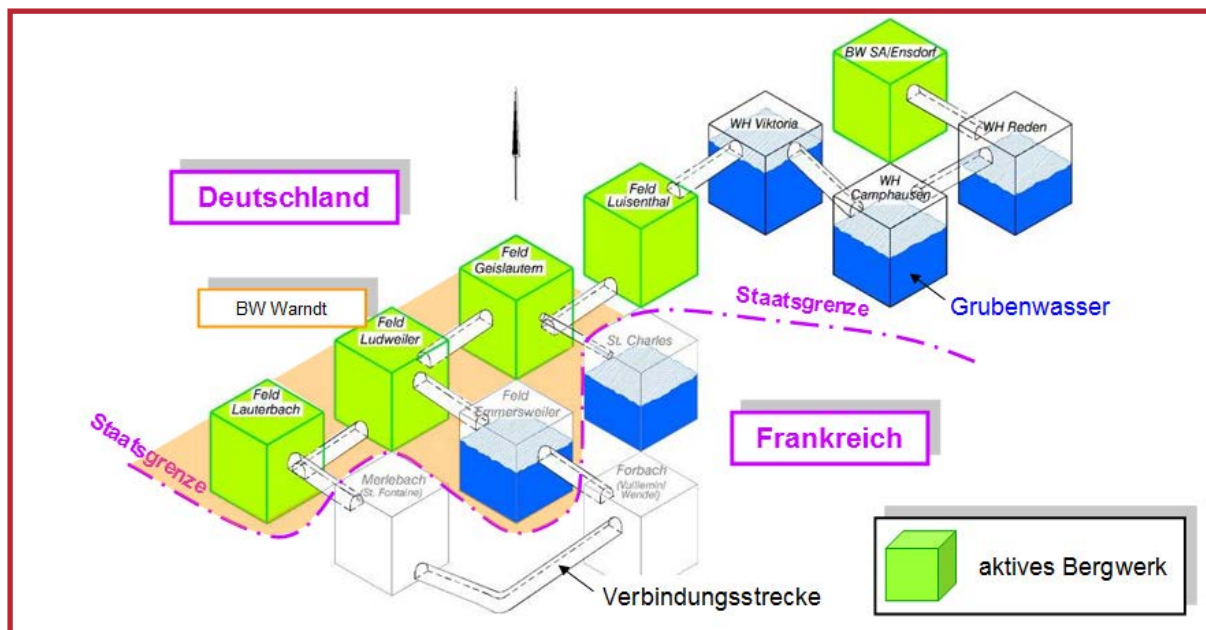 BW SA/Ensdorf
WH Viktoria
WH Reden
Deutschland
Feld
Luisenthal
WH
Camphausen
Feld
Geislautern
BW Warndt
Staatsgrenze
Grubenwasser
Feld
Ludweiler
St. Charles
Feld
Lauterbach
Feld
Emmersweiler
Frankreich
Staatsgrenze
Merlebach
(St. Fontaine)
Forbach
(Vuillemin/
Wendel)
aktives Bergwerk
Verbindungsstrecke